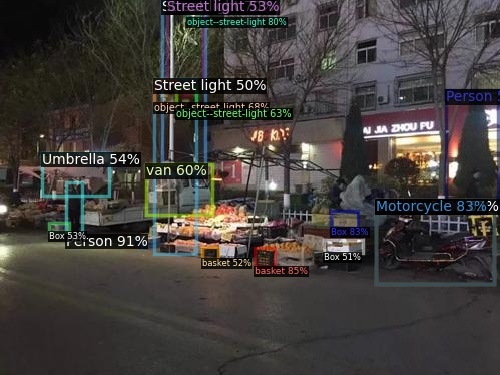 Street light 53%
object--street-light 80%
Street light 50%
object--street-light 68%
object--street-light 63%
Person
JIA ZHOU PU
Umbrella 54%
van 60%
Motorcycle 83%
%
Box 53%
Person 91%
Box 83%
Box 51%
basket 52%
basket 85%